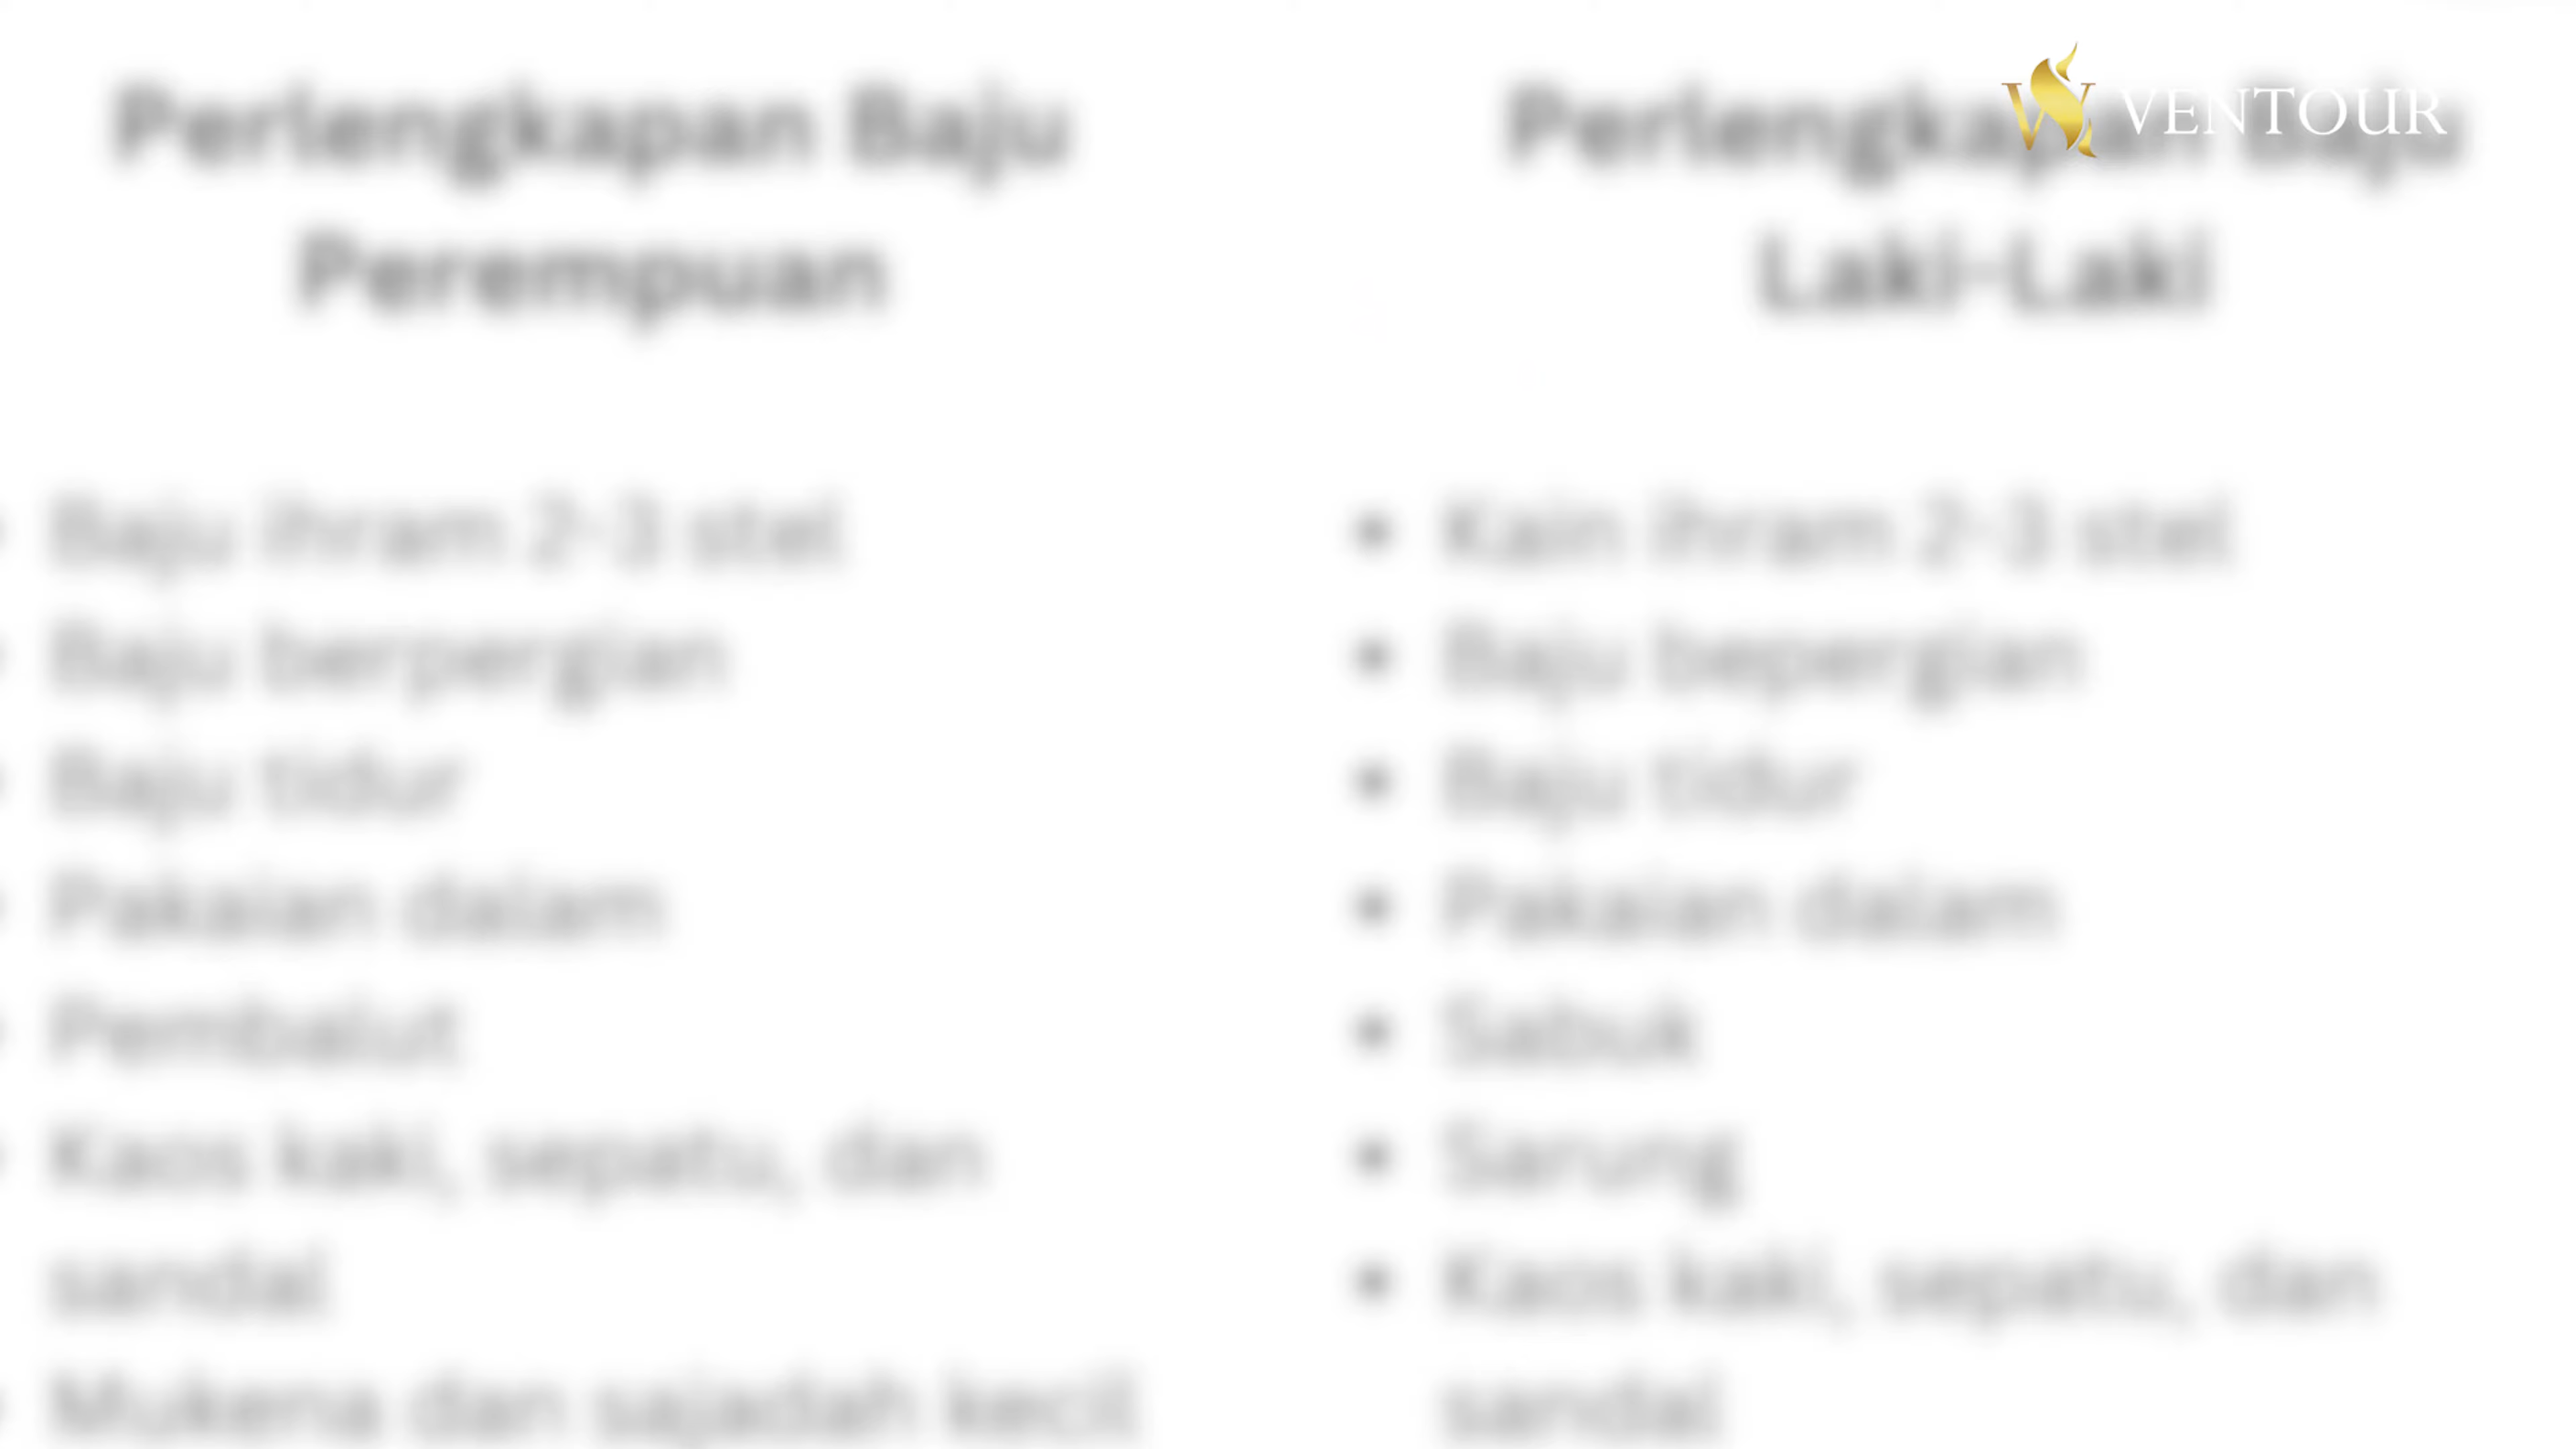 Perlengkapan Baju
Perempuan
Baju ihram 2-3 stel
Baju berpergian
Baju tidur
Pakaian dalam
Pembalut
Kaos kaki, sepatu, dan
sandal
Mukena dan sajadah kecil
VENTOUR
Perlengkapan Baju
Laki-Laki
• Kain ihram 2-3 stel
• Baju bepergian
• Baju tidur
• Pakaian dalam
• Sabuk
• Sarung
• Kaos kaki, sepatu, dan
sandal